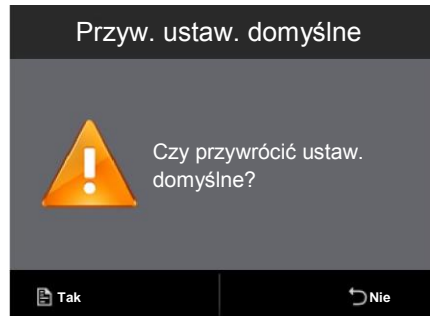 Przyw. ustaw. domyślne
Czy przywrócić ustaw.
domyślne?
Tak
Nie